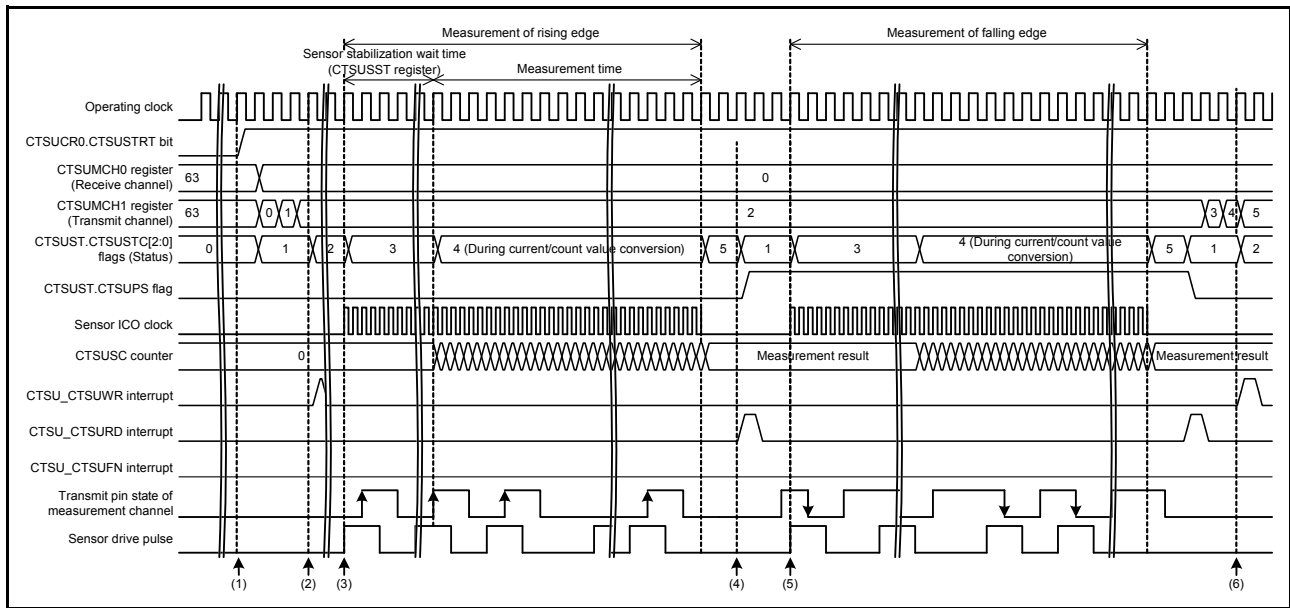 Measurement of rising edge
Measurement of falling edge
Sensor stabilization wait time
(CTSUSST register)
Measurement time
Operating clock
CTSUCR0.CTSUSTRT bit
CTSUMCH0 register
(Receive channel)
63
0
CTSUMCH1 register
(Transmit channel)
63
0
1
2
3
4
5
CTSUST.CTSUSTC[2:0]
flags (Status)
0
1
2
3
4 (During current/count value conversion)
5
1
3
4 (During current/count value
conversion)
5
1
2
CTSUST.CTSUPS flag
Sensor ICO clock
CTSUSC counter
0
Measurement result
Measurement result
CTSU_CTSUWR interrupt
CTSU_CTSURD interrupt
CTSU_CTSUFN interrupt
Transmit pin state of
measurement channel
Sensor drive pulse
(1)
(2)
(3)
(4)
(5)
(6)